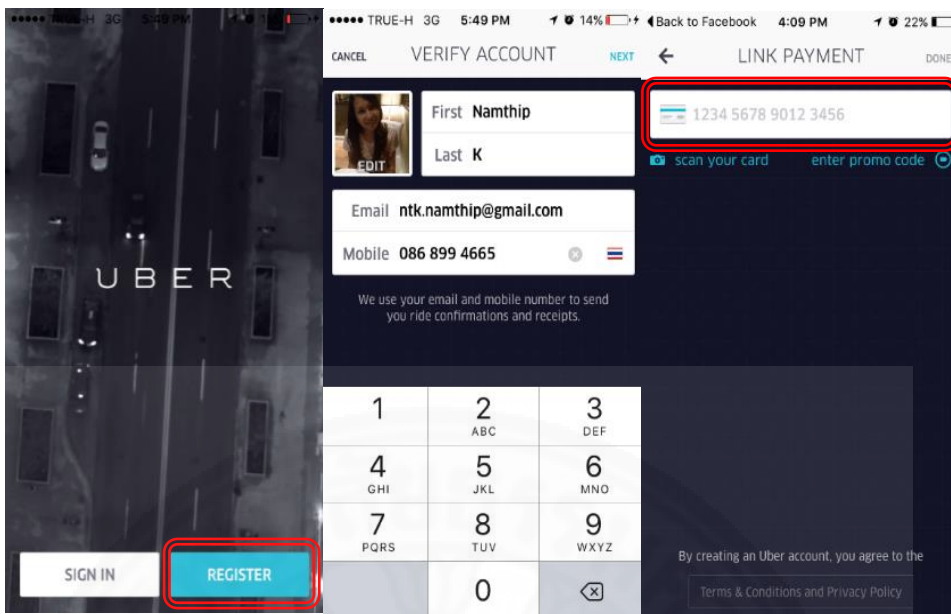 TRUE-H 3G 5:49 PM
UBER
SIGN IN
REGISTER
TRUE-H 3G 5:49 PM 14%
CANCEL VERIFY ACCOUNT NEXT
EDIT
First Namthip
Last K
Email ntk.namthip@gmail.com
Mobile 086 899 4665
We use your email and mobile number to send
you ride confirmations and receipts.
1 2 3
ABC DEF
4 5 6
GHI JKL MNO
7 8 9
PQRS TUV WXYZ
0
Back to Facebook 4:09 PM 22%
LINK PAYMENT DONE
1234 5678 9012 3456
scan your card enter promo code
By creating an Uber account, you agree to the
Terms & Conditions and Privacy Policy